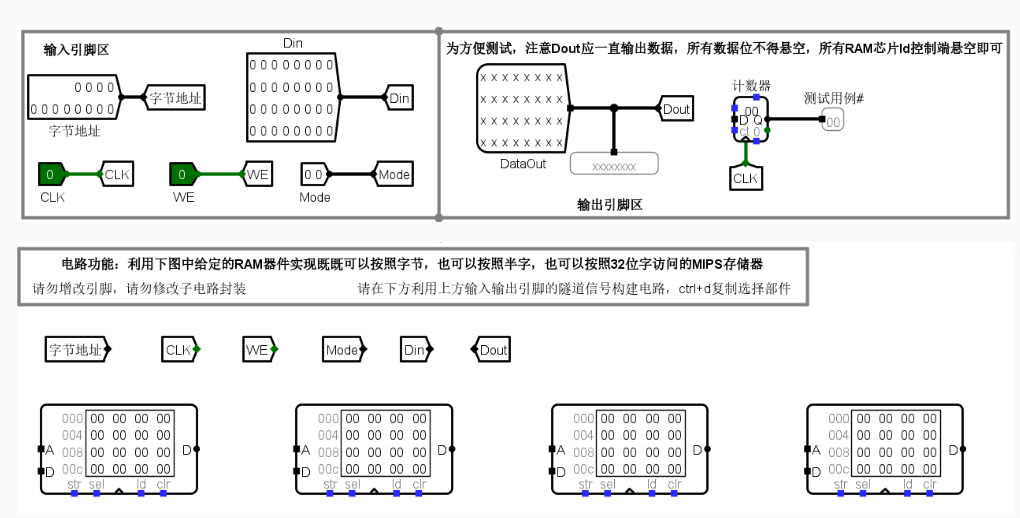 输入引脚区
0 0 0 0
0 0 0 0 0 0 0 0
字节地址
字节地址
Din
0 0 0 0 0 0 0 0
0 0 0 0 0 0 0 0
0 0 0 0 0 0 0 0
0 0 0 0 0 0 0 0
Din
0
CLK
CLK
0
WE
WE
0 0
Mode
Mode
为方便测试，注意Dout应一直输出数据，所有数据位不得悬空，所有RAM芯片ld控制端悬空即可
x x x x x x x x
x x x x x x x x
x x x x x x x x
x x x x x x x x
DataOut
Dout
xxxxxxxx
计数器
00
D Q
ct 0
CLK
测试用例#
00
输出引脚区
电路功能：利用下图中给定的RAM器件实现既既可以按照字节，也可以按照半字，也可以按照32位字访问的MIPS存储器
请勿增改引脚，请勿修改子电路封装
请在下方利用上方输入输出引脚的隧道信号构建电路，ctrl+d复制选择部件
字节地址
CLK
WE
Mode
Din
Dout
000 00 00 00 00
004 00 00 00 00
A 008 00 00 00 00 D
D 00c 00 00 00 00
str sel ld clr
000 00 00 00 00
004 00 00 00 00
A 008 00 00 00 00 D
D 00c 00 00 00 00
str sel ld clr
000 00 00 00 00
004 00 00 00 00
A 008 00 00 00 00 D
D 00c 00 00 00 00
str sel ld clr
000 00 00 00 00
004 00 00 00 00
A 008 00 00 00 00 D
D 00c 00 00 00 00
str sel ld clr